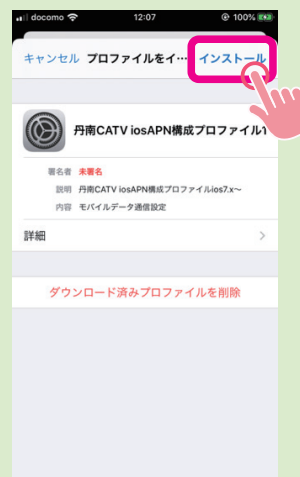 docomo 12:07 100%
キャンセル プロファイルをイ… インストール
丹南CATV iosAPN構成プロファイル
署名者 未署名
説明 丹南CATV iosAPN構成プロファイルios7.x〜
内容 モバイルデータ通信設定
詳細
ダウンロード済みプロファイルを削除